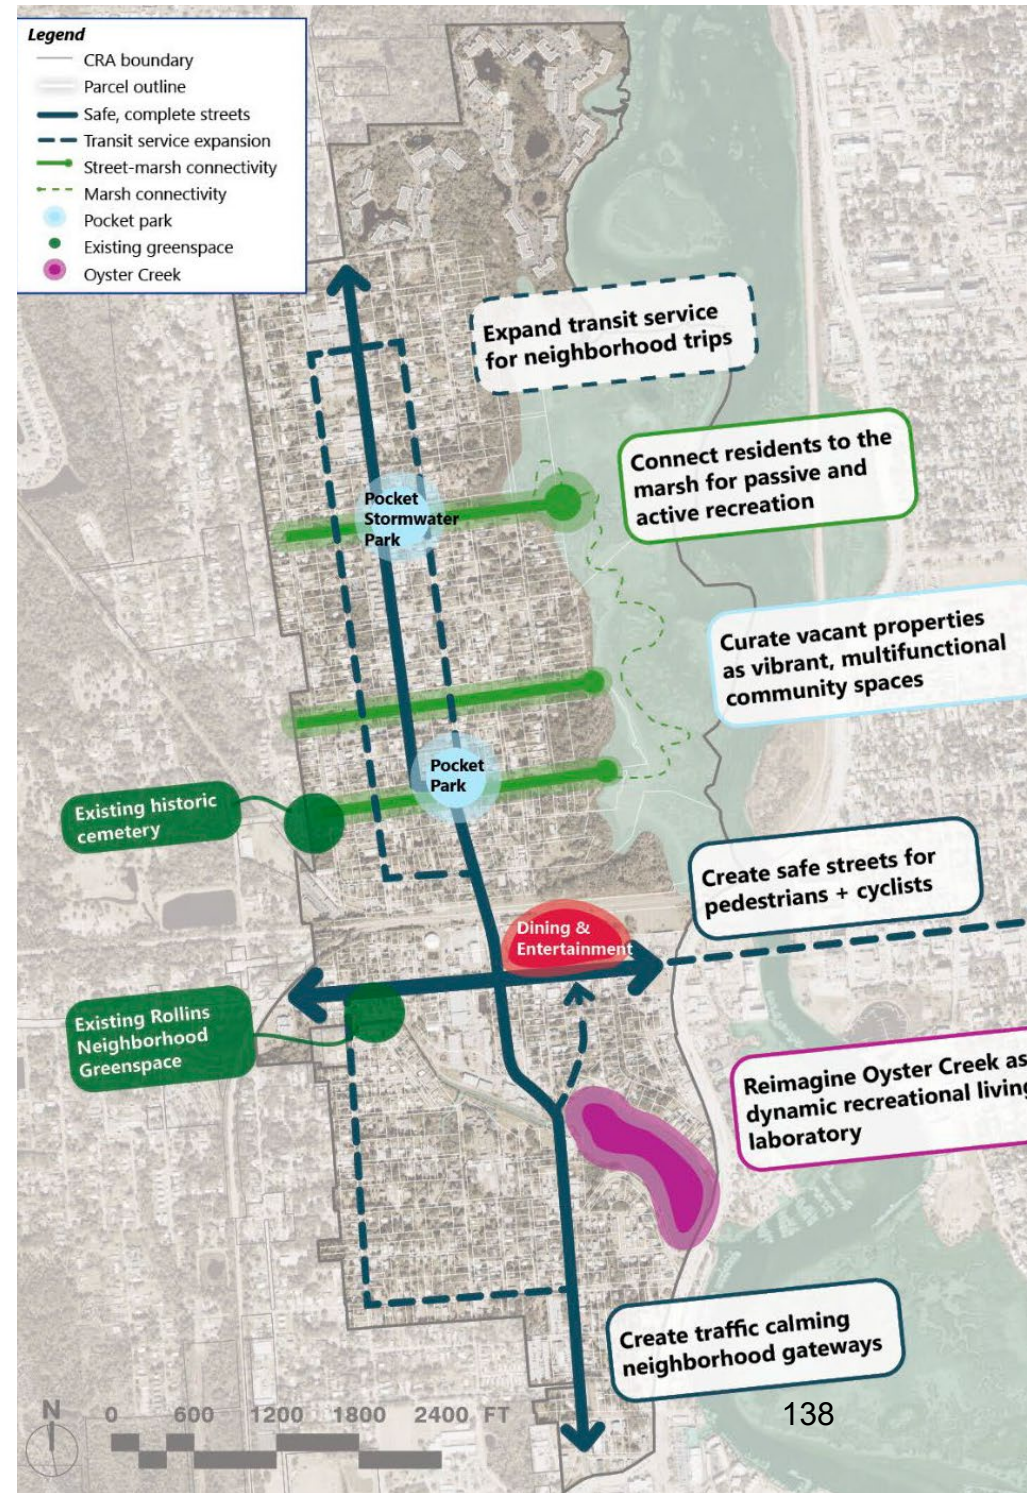 Legend
CRA boundary
Parcel outline
Safe, complete streets
Transit service expansion
Street-marsh connectivity
Marsh connectivity
Pocket park
Existing greenspace
Oyster Creek
Expand transit service
for neighborhood trips
Connect residents to the
marsh for passive and
active recreation
Pocket
Stormwater
Park
Curate vacant properties
as vibrant, multifunctional
community spaces
Pocket
Park
Existing historic
cemetery
Create safe streets for
pedestrians + cyclists
Dining &
Entertainment
Existing Rollins
Neighborhood
Greenspace
Reimagine Oyster Creek as
dynamic recreational living
laboratory
Create traffic calming
neighborhood gateways
N 0 600 1200 1800 2400 FT
138